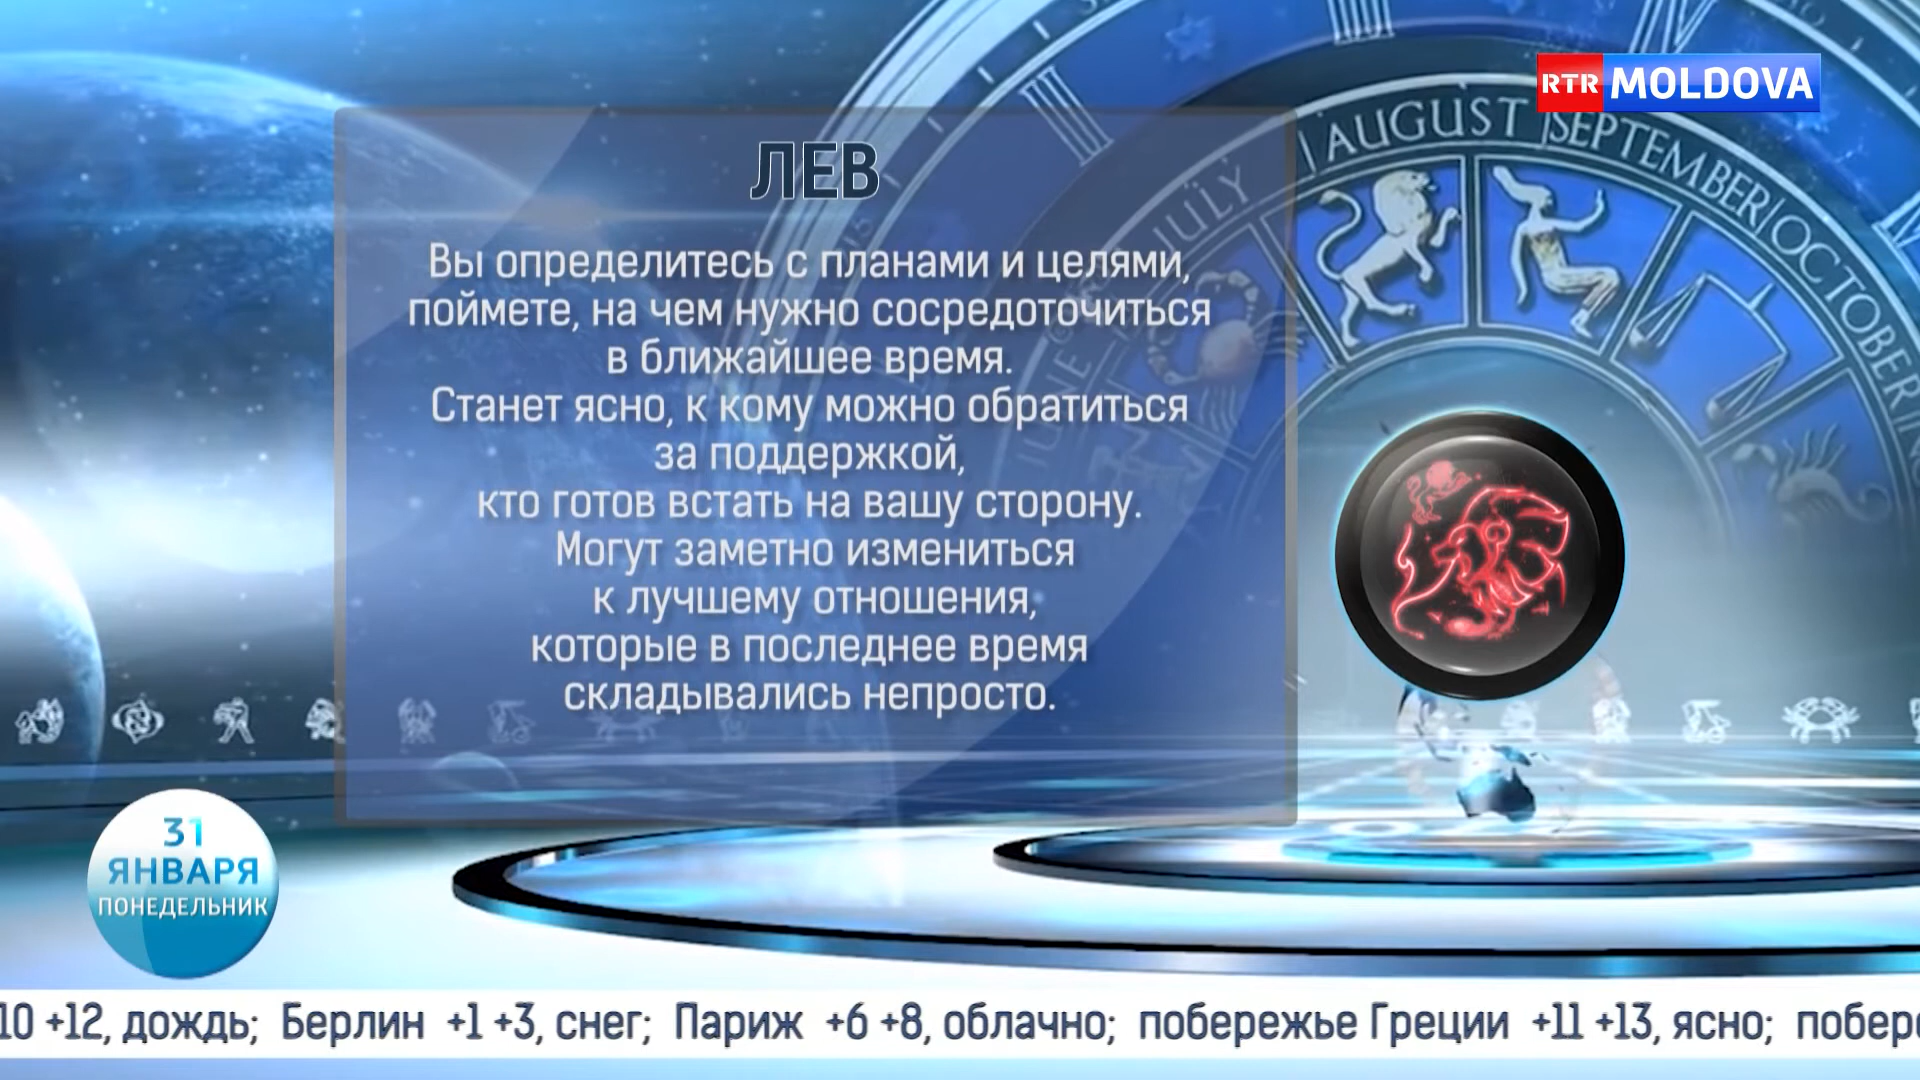 RTR MOLDOVA
JUNE
JULY
AUGUST
SEPTEMBER
OCTOBER
ЛЕВ
Вы определитесь с планами и целями,
поймете, на чем нужно сосредоточиться
в ближайшее время.
Станет ясно, к кому можно обратиться
за поддержкой,
кто готов встать на вашу сторону.
Могут заметно измениться
к лучшему отношения,
которые в последнее время
складывались непросто.
31
ЯНВАРЯ
ПОНЕДЕЛЬНИК
10 +12, дождь; Берлин +1 +3, снег; Париж +6 +8, облачно; побережье Греции +11 +13, ясно;